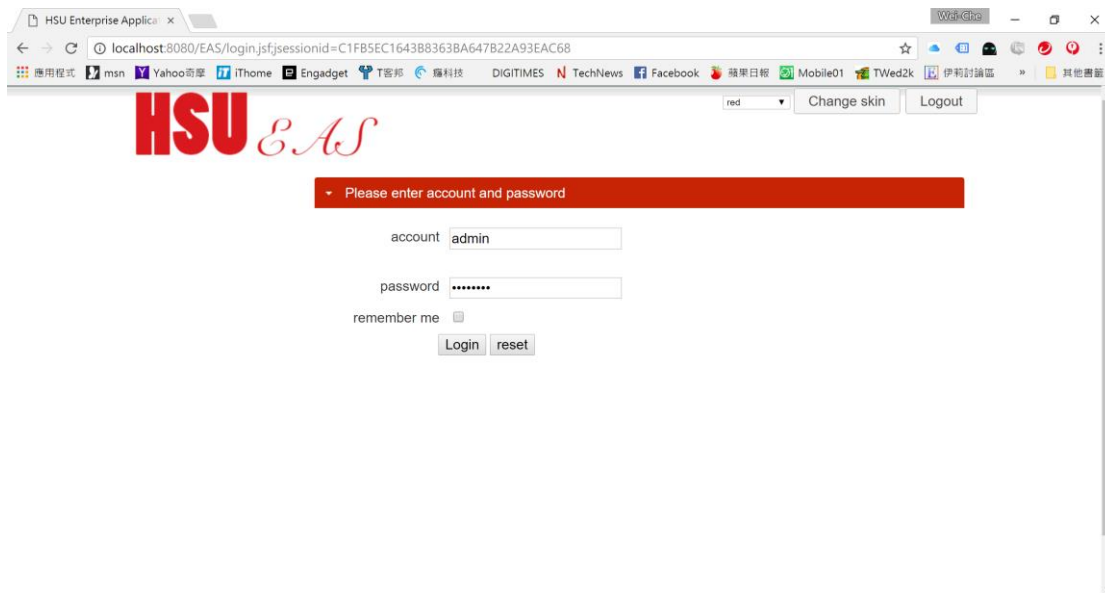 HSU Enterprise Applicat
Wei-Che
localhost:8080/EAS/login.jsf;jsessionid=C1FB5EC1643B8363BA647B22A93EAC68
應用程式 msn Yahoo奇摩 iThome Engadget T客邦 癮科技 DIGITIMES TechNews Facebook 蘋果日報 Mobile01 TWed2k 伊莉討論區 » 其他書籤
HSU EAS
red Change skin Logout
Please enter account and password
account admin
password ••••••••
remember me
Login reset